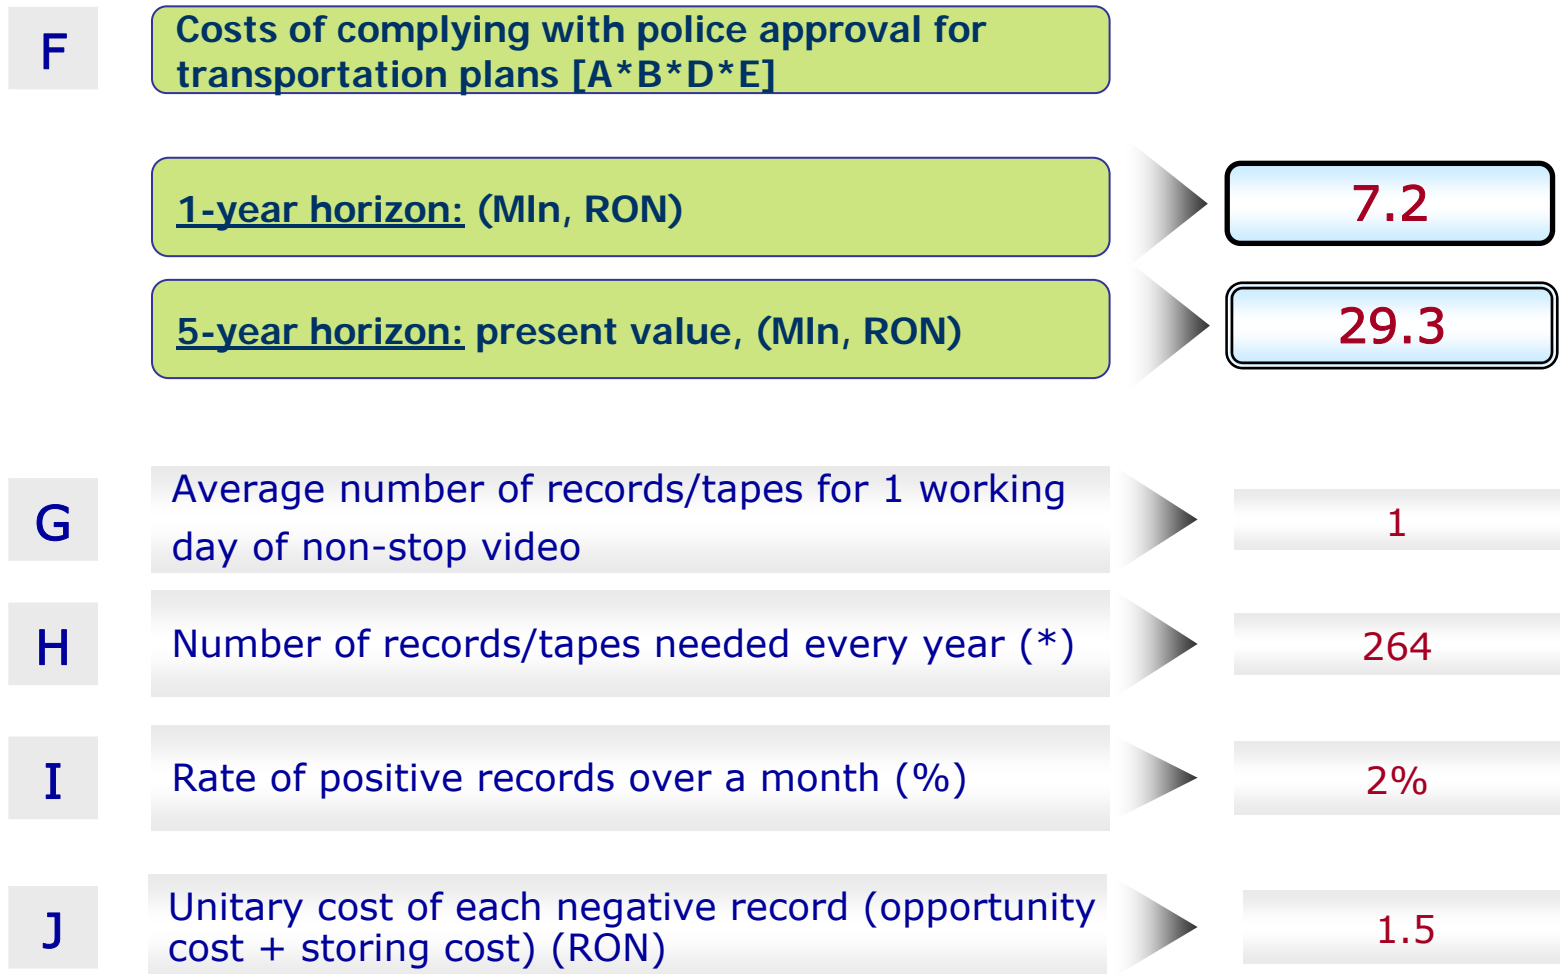 F
Costs of complying with police approval for
transportation plans [A*B*D*E]
1-year horizon: (Mln, RON)
7.2
5-year horizon: present value, (Mln, RON)
29.3
G
Average number of records/tapes for 1 working
day of non-stop video
1
H
Number of records/tapes needed every year (*)
264
I
Rate of positive records over a month (%)
2%
J
Unitary cost of each negative record (opportunity
cost + storing cost) (RON)
1.5